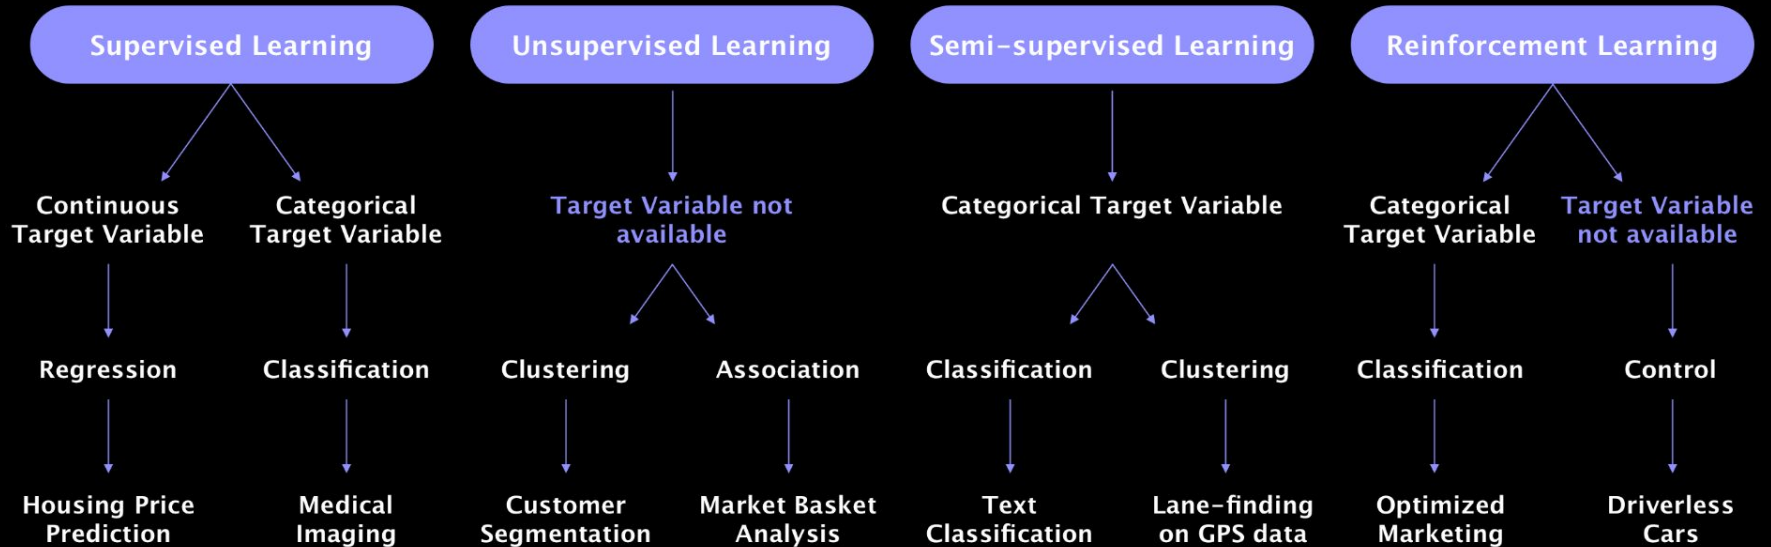 Supervised Learning
Unsupervised Learning
Semi-supervised Learning
Reinforcement Learning
Continuous
Target Variable
Categorical
Target Variable
Target Variable not
available
Categorical Target Variable
Categorical
Target Variable
Target Variable
not available
Regression
Classification
Clustering
Association
Classification
Clustering
Classification
Control
Housing Price
Prediction
Medical
Imaging
Customer
Segmentation
Market Basket
Analysis
Text
Classification
Lane-finding
on GPS data
Optimized
Marketing
Driverless
Cars